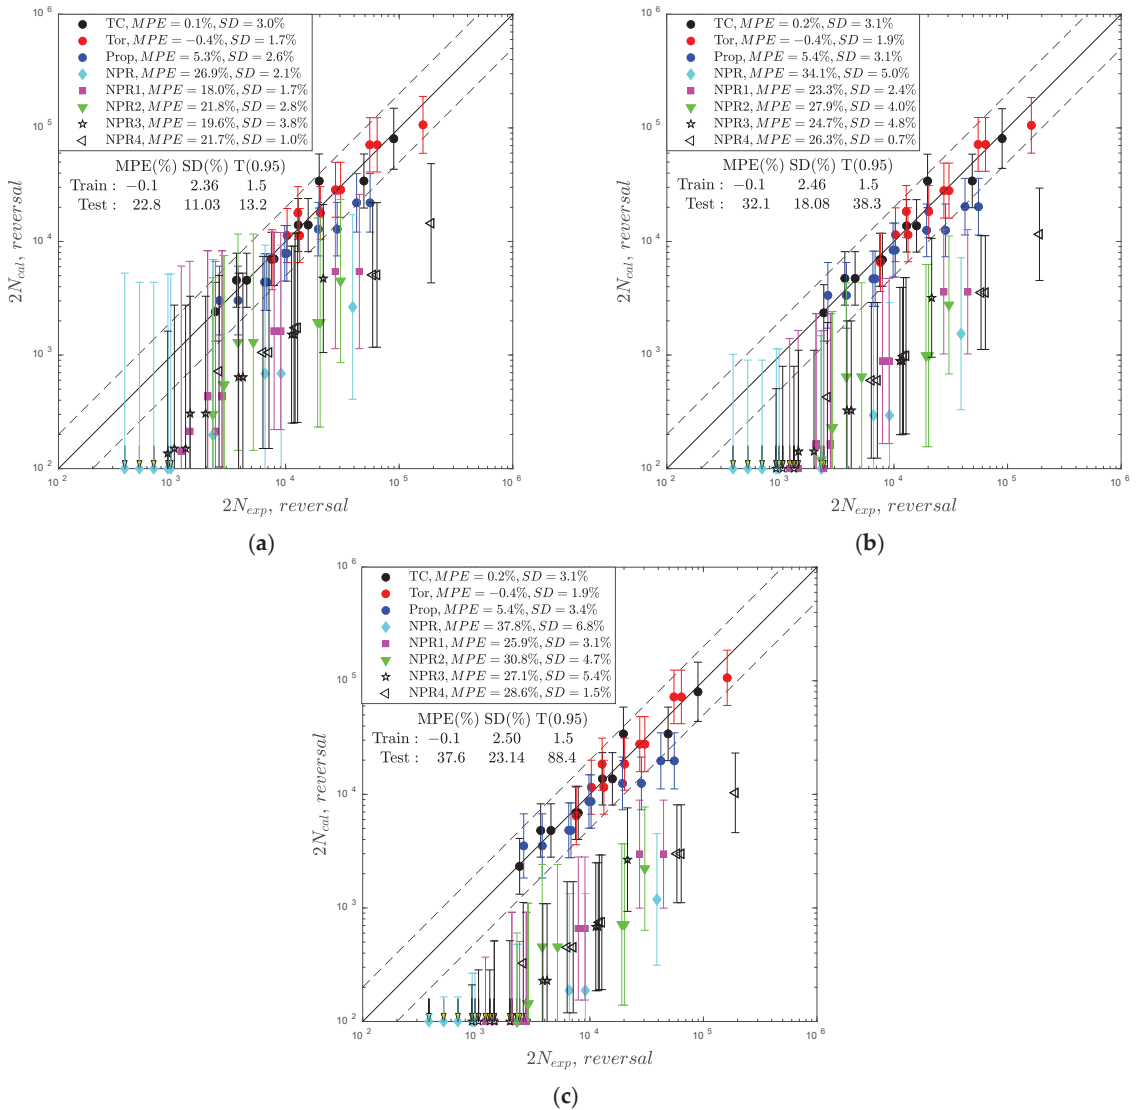 TC, MPE = 0.1%, SD = 3.0%
Tor, MPE = −0.4%, SD = 1.7%
Prop, MPE = 5.3%, SD = 2.6%
NPR, MPE = 26.9%, SD = 2.1%
NPR1, MPE = 18.0%, SD = 1.7%
NPR2, MPE = 21.8%, SD = 2.8%
NPR3, MPE = 19.6%, SD = 3.8%
NPR4, MPE = 21.7%, SD = 1.0%
MPE(%) SD(%) T(0.95)
Train : −0.1 2.36 1.5
Test : 22.8 11.03 13.2
10^6
10^5
10^4
10^3
10^2
2N_cal, reversal
10^2 10^3 10^4 10^5 10^6
2N_exp, reversal
(a)
TC, MPE = 0.2%, SD = 3.1%
Tor, MPE = −0.4%, SD = 1.9%
Prop, MPE = 5.4%, SD = 3.1%
NPR, MPE = 34.1%, SD = 5.0%
NPR1, MPE = 23.3%, SD = 2.4%
NPR2, MPE = 27.9%, SD = 4.0%
NPR3, MPE = 24.7%, SD = 4.8%
NPR4, MPE = 26.3%, SD = 0.7%
MPE(%) SD(%) T(0.95)
Train : −0.1 2.46 1.5
Test : 32.1 18.08 38.3
10^6
10^5
10^4
10^3
10^2
2N_cal, reversal
10^2 10^3 10^4 10^5 10^6
2N_exp, reversal
(b)
TC, MPE = 0.2%, SD = 3.1%
Tor, MPE = −0.4%, SD = 1.9%
Prop, MPE = 5.4%, SD = 3.4%
NPR, MPE = 37.8%, SD = 6.8%
NPR1, MPE = 25.9%, SD = 3.1%
NPR2, MPE = 30.8%, SD = 4.7%
NPR3, MPE = 27.1%, SD = 5.4%
NPR4, MPE = 28.6%, SD = 1.5%
MPE(%) SD(%) T(0.95)
Train : −0.1 2.50 1.5
Test : 37.6 23.14 88.4
10^6
10^5
10^4
10^3
10^2
2N_cal, reversal
10^2 10^3 10^4 10^5 10^6
2N_exp, reversal
(c)